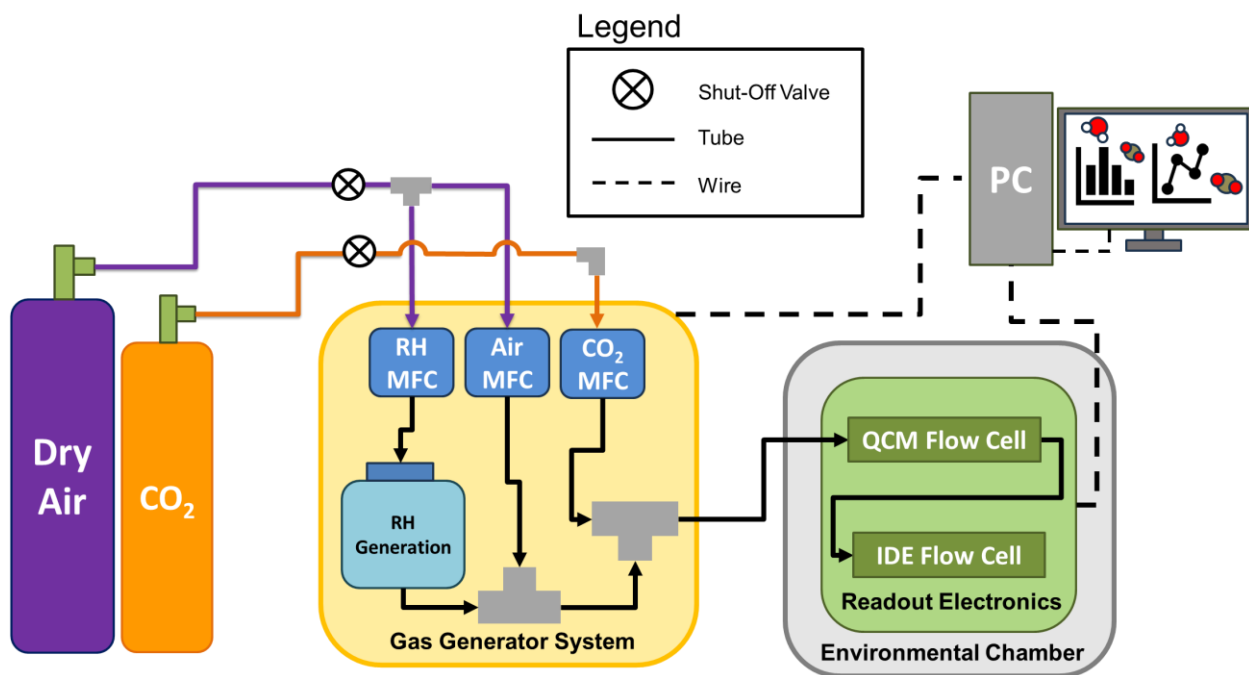 Legend
Shut-Off Valve
Tube
Wire
PC
Dry
Air
CO₂
RH
MFC
Air
MFC
CO₂
MFC
RH
Generation
Gas Generator System
QCM Flow Cell
IDE Flow Cell
Readout Electronics
Environmental Chamber